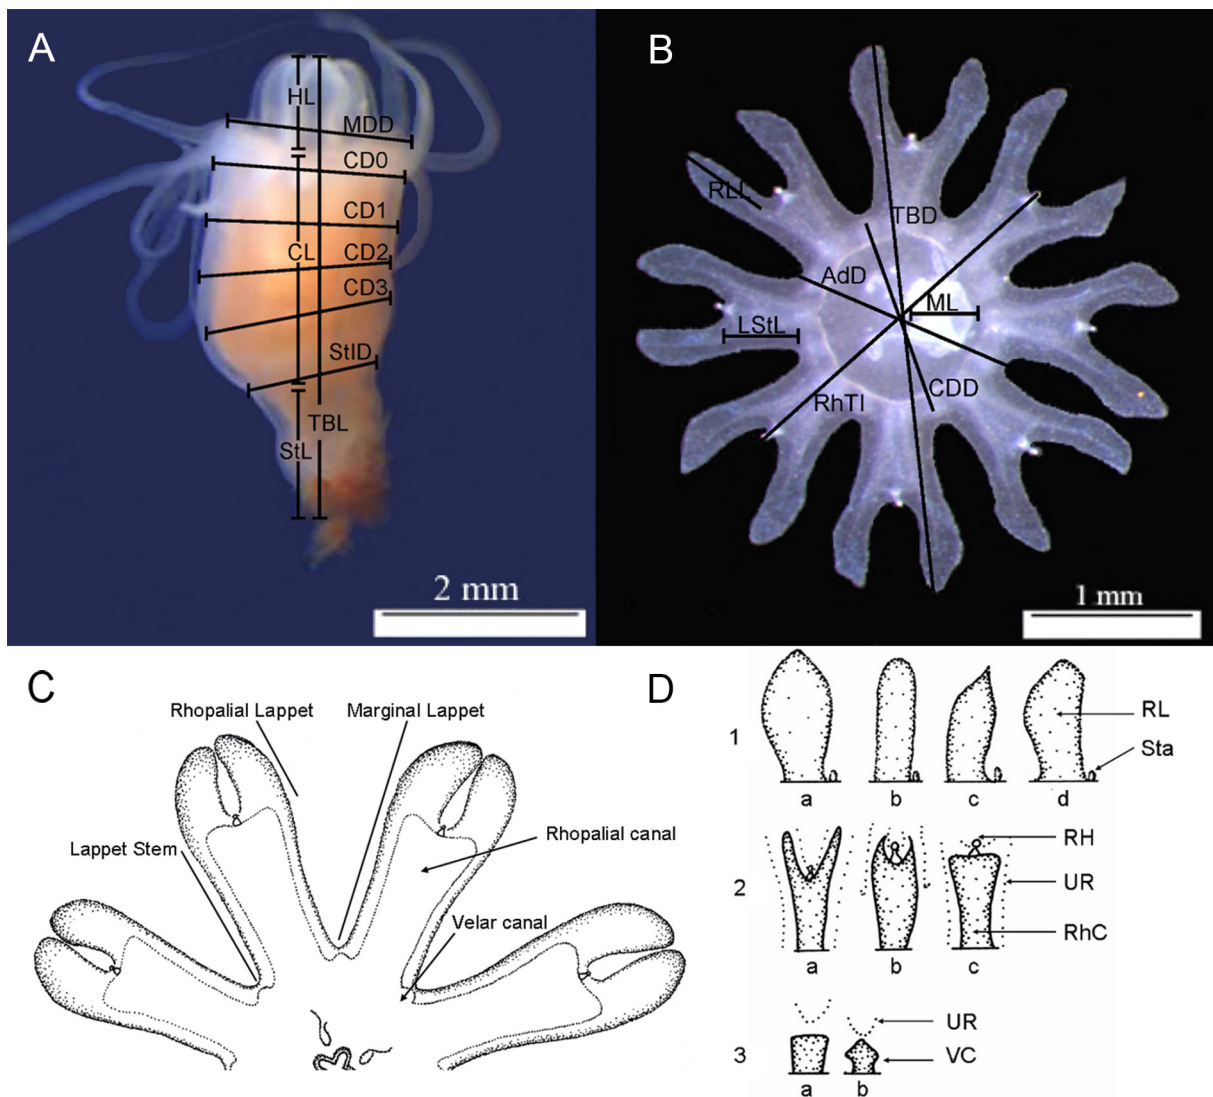 A
HL
MDD
CD0
CD1
CL
CD2
CD3
StID
TBL
StL
2 mm
B
RLL
TBD
AdD
ML
LStL
CDD
RhTl
1 mm
C
Rhopalial Lappet
Marginal Lappet
Lappet Stem
Rhopalial canal
Velar canal
D
1
RL
Sta
a b c d
2
RH
UR
RhC
a b c
3
UR
VC
a b